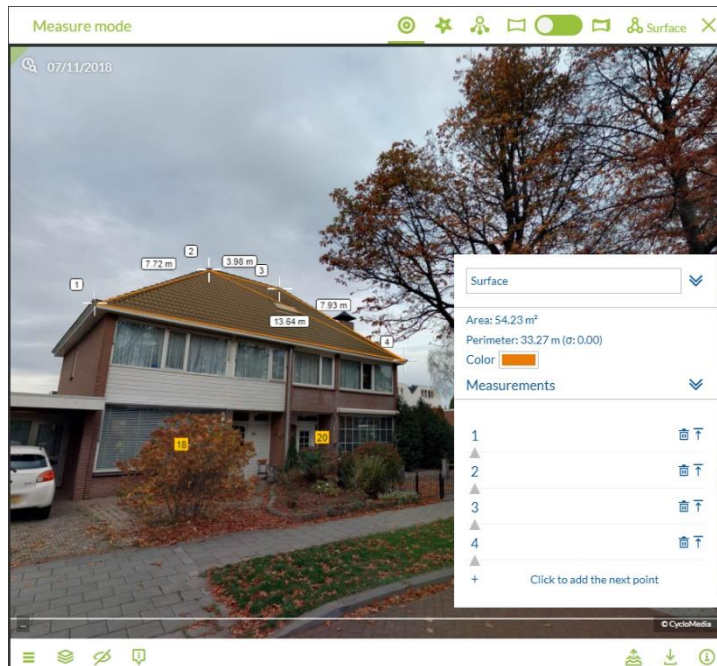 Measure mode
Surface
07/11/2018
2
7.72 m
3.98 m
3
1
7.93 m
13.64 m
4
18
20
Surface
Area: 54.23 m²
Perimeter: 33.27 m (σ: 0.00)
Color
Measurements
1
2
3
4
+ Click to add the next point
© CycloMedia